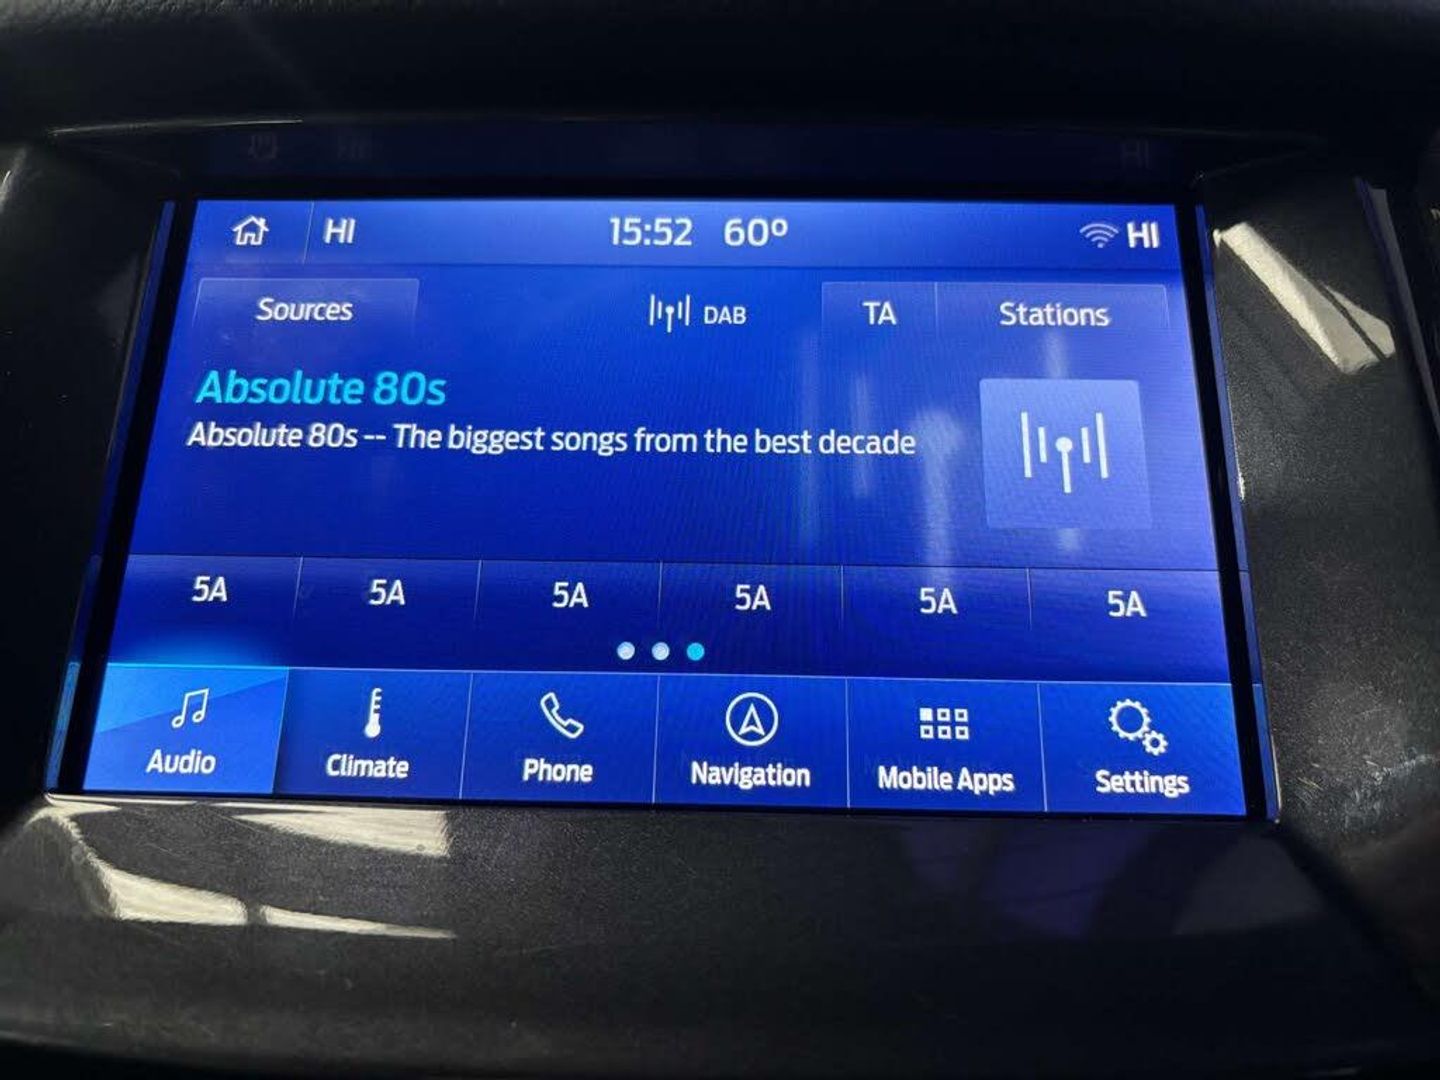 HI 15:52 60º HI
Sources DAB TA Stations
Absolute 80s
Absolute 80s -- The biggest songs from the best decade
5A 5A 5A 5A 5A 5A
Audio Climate Phone Navigation Mobile Apps Settings